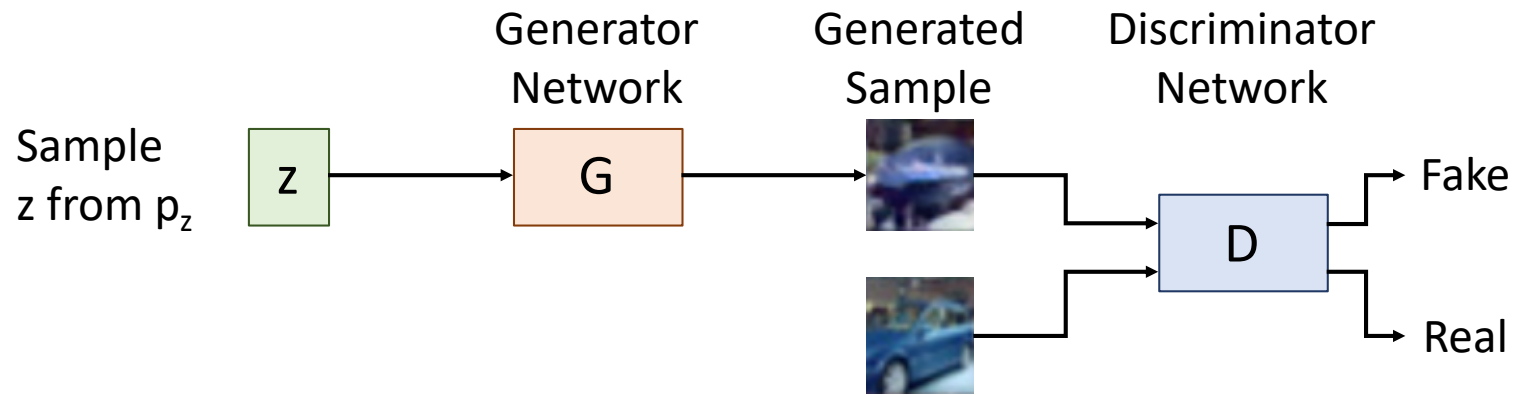 Generator
Network
Generated
Sample
Discriminator
Network
Sample
z from pz
z
G
D
Fake
Real